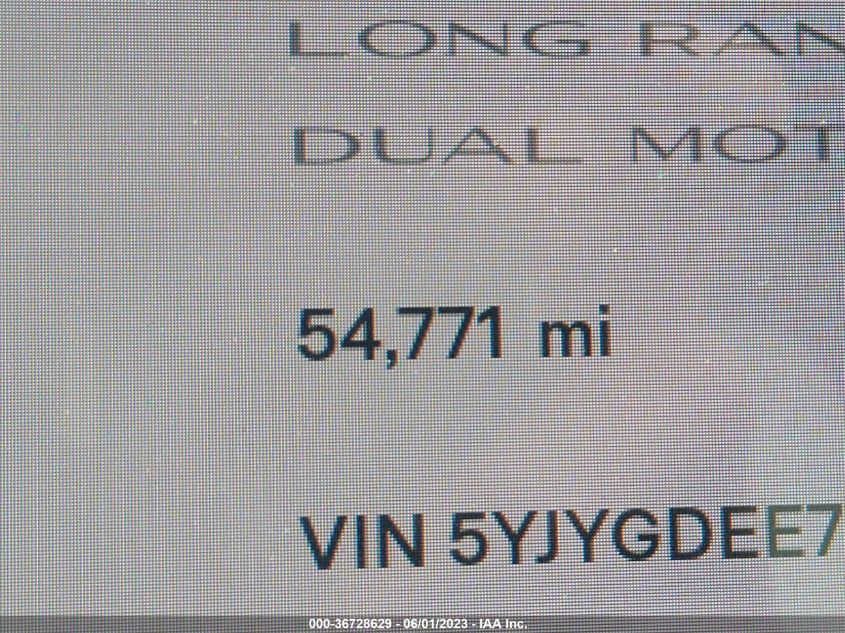 LONG RAN
DUAL MOT
54,771 mi
VIN 5YJYGDEE7
000-36728629 - 06/01/2023 - IAA Inc.